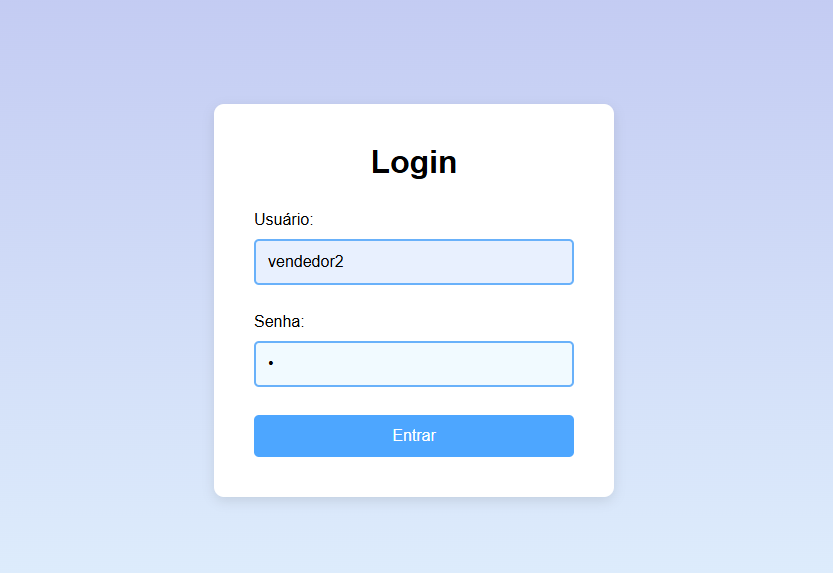 Login
Usuário:
vendedor2
Senha:
•
Entrar